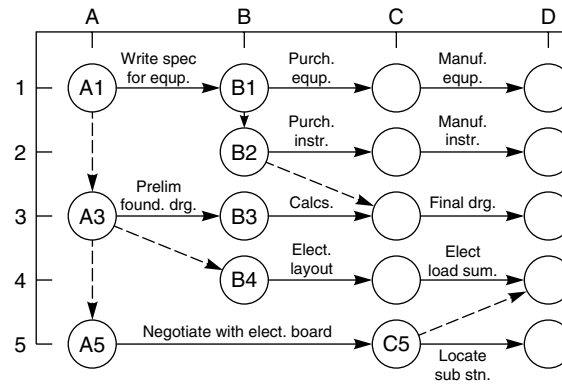 A B C D
Write spec
for equp.
Purch.
equp.
Manuf.
equp.
1 A1 B1
Purch.
instr.
Manuf.
instr.
2 B2
Prelim
found. drg.
Calcs.
Final drg.
3 A3 B3
Elect.
layout
Elect
load sum.
4 B4
Negotiate with elect. board
5 A5 C5
Locate
sub stn.